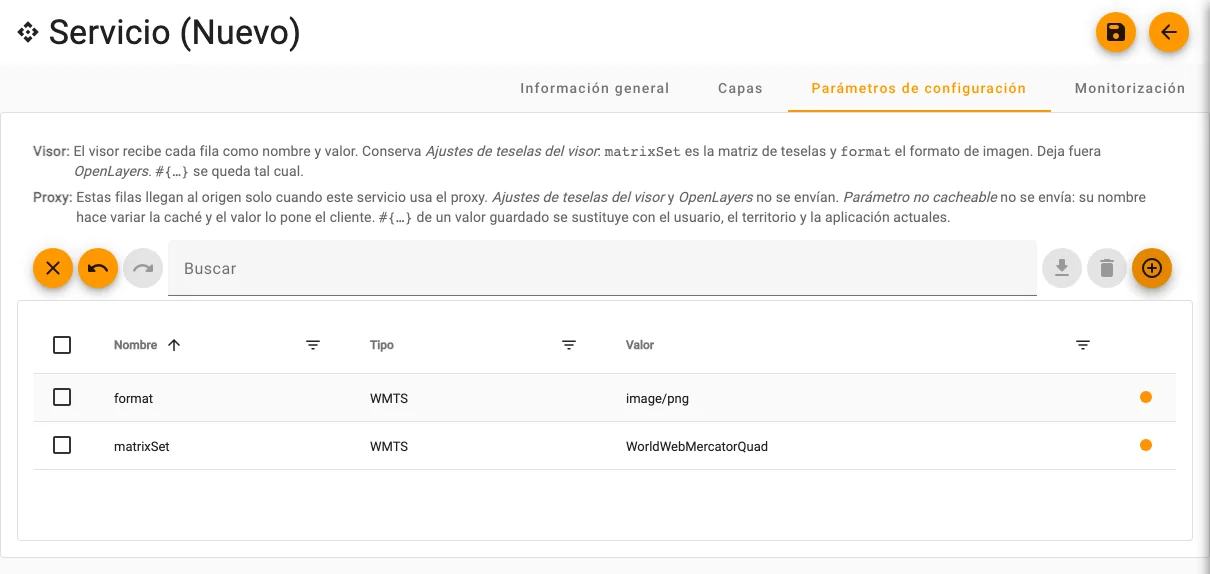 Servicio (Nuevo)
Información general
Capas
Parámetros de configuración
Monitorización
Visor: El visor recibe cada fila como nombre y valor. Conserva Ajustes de teselas del visor: matrixSet es la matriz de teselas y format el formato de imagen. Deja fuera
OpenLayers. #{…} se queda tal cual.
Proxy: Estas filas llegan al origen solo cuando este servicio usa el proxy. Ajustes de teselas del visor y OpenLayers no se envían. Parámetro no cacheable no se envía: su nombre
hace variar la caché y el valor lo pone el cliente. #{…} de un valor guardado se sustituye con el usuario, el territorio y la aplicación actuales.
Buscar
Nombre Tipo Valor
format WMTS image/png
matrixSet WMTS WorldWebMercatorQuad